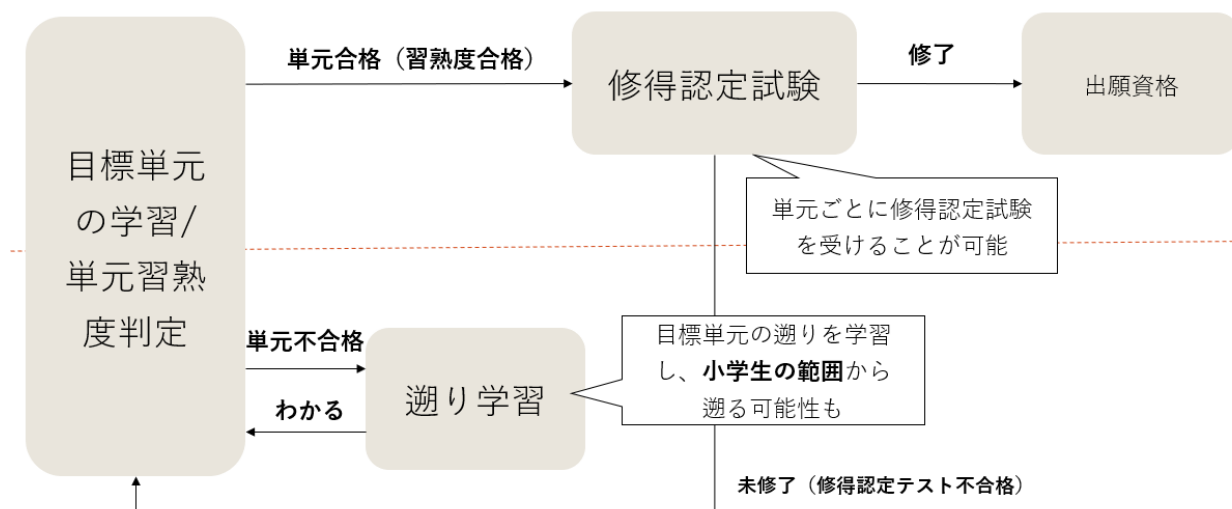 単元合格（習熟度合格）
修得認定試験
修了
出願資格
目標単元
の学習/
単元習熟
度判定
単元ごとに修得認定試験
を受けることが可能
単元不合格
わかる
遡り学習
目標単元の遡りを学習
し、小学生の範囲から
遡る可能性も
未修了（修得認定テスト不合格）